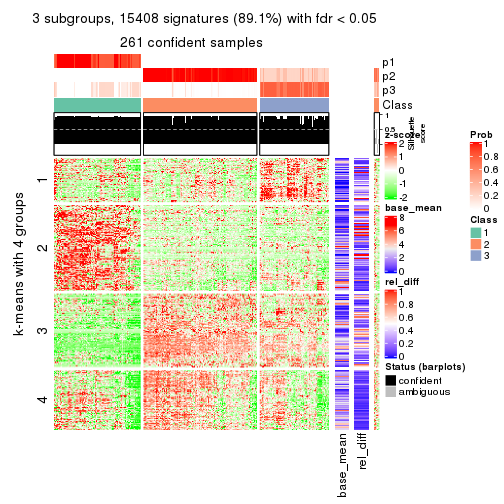 3 subgroups, 15408 signatures (89.1%) with fdr < 0.05
261 confident samples
p1
p2
p3
Class
1
0.5
0
Silhouette
score
k-means with 4 groups
1
2
3
4
base_mean
rel_diff
z-score
2
1
0
-1
-2
base_mean
8
6
4
2
0
rel_diff
1
0.8
0.6
0.4
0.2
0
Status (barplots)
confident
ambiguous
Prob
1
0.8
0.6
0.4
0.2
0
Class
1
2
3